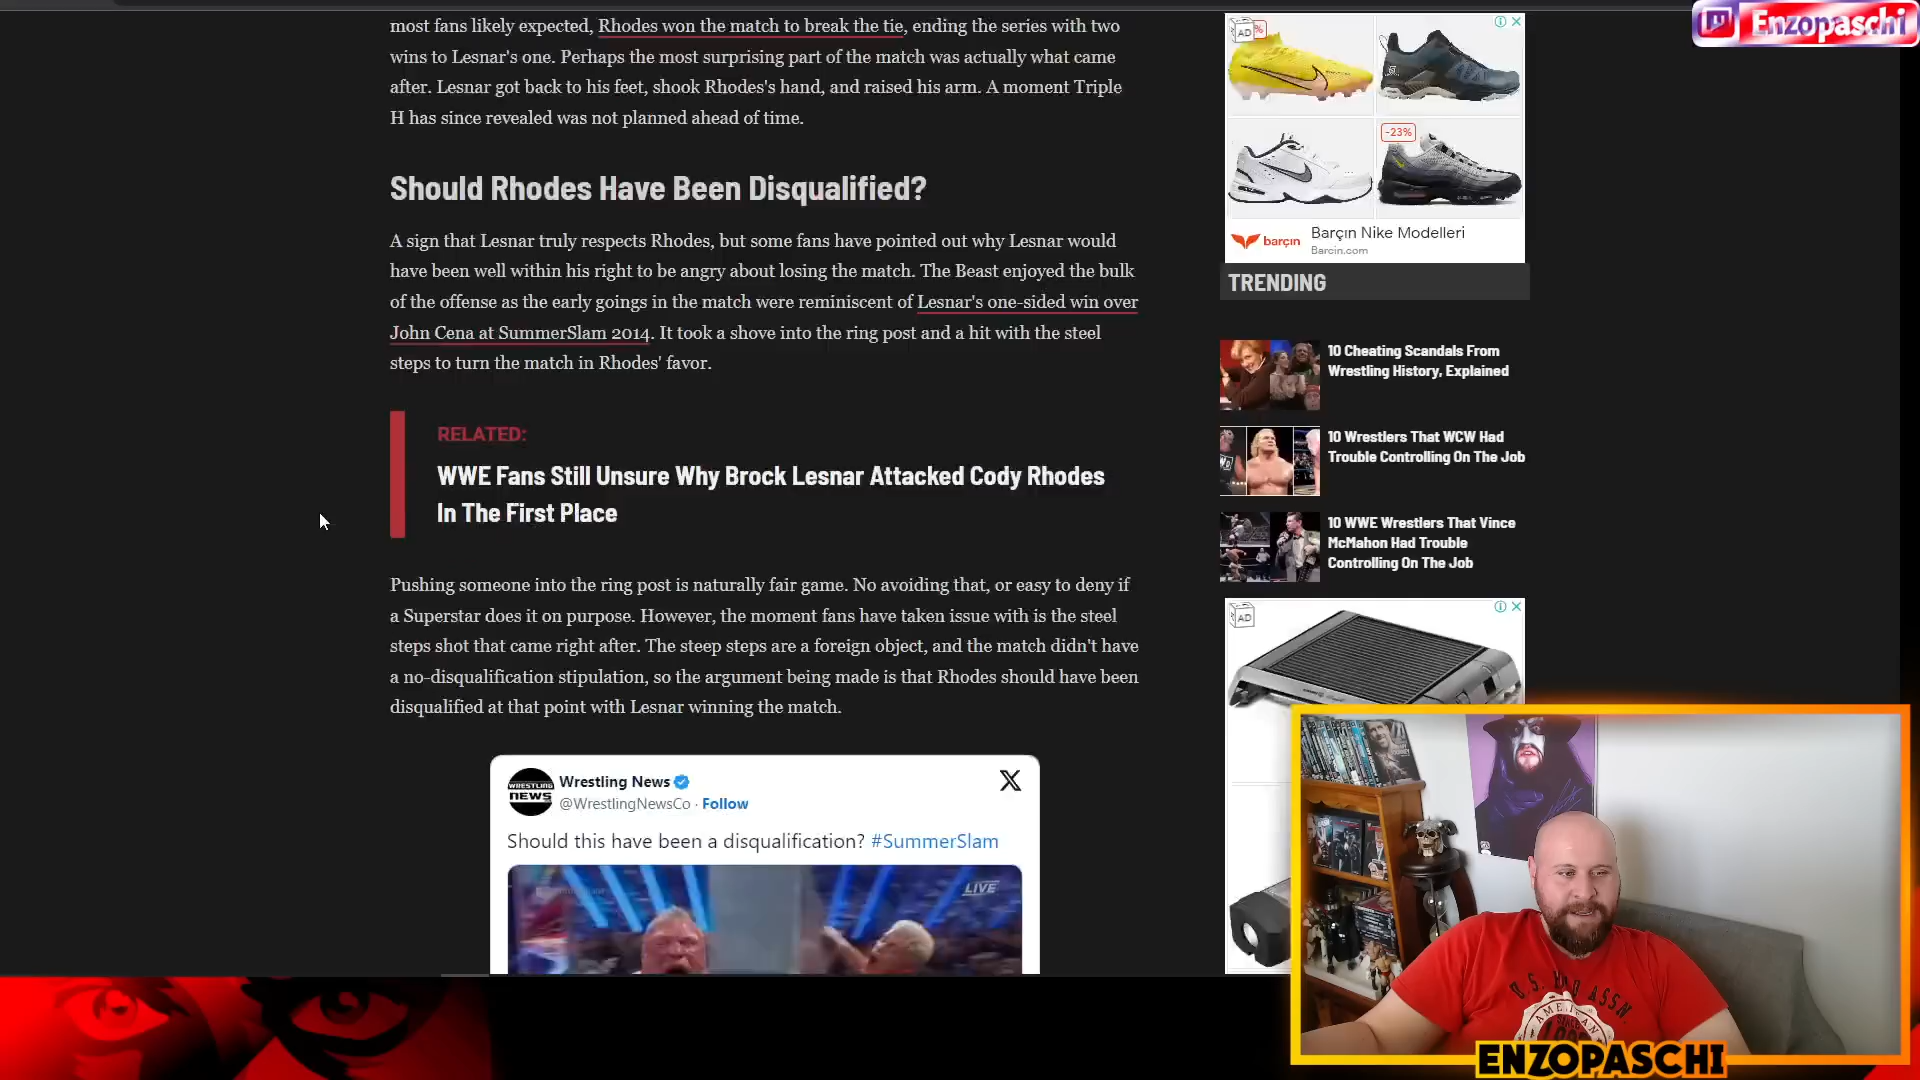 most fans likely expected, Rhodes won the match to break the tie, ending the series with two
wins to Lesnar's one. Perhaps the most surprising part of the match was actually what came
after. Lesnar got back to his feet, shook Rhodes's hand, and raised his arm. A moment Triple
H has since revealed was not planned ahead of time.
Should Rhodes Have Been Disqualified?
A sign that Lesnar truly respects Rhodes, but some fans have pointed out why Lesnar would
have been well within his right to be angry about losing the match. The Beast enjoyed the bulk
of the offense as the early goings in the match were reminiscent of Lesnar's one-sided win over
John Cena at SummerSlam 2014. It took a shove into the ring post and a hit with the steel
steps to turn the match in Rhodes' favor.
RELATED:
WWE Fans Still Unsure Why Brock Lesnar Attacked Cody Rhodes
In The First Place
Pushing someone into the ring post is naturally fair game. No avoiding that, or easy to deny if
a Superstar does it on purpose. However, the moment fans have taken issue with is the steel
steps shot that came right after. The steep steps are a foreign object, and the match didn't have
a no-disqualification stipulation, so the argument being made is that Rhodes should have been
disqualified at that point with Lesnar winning the match.
WRESTLING
NEWS
Wrestling News
@WrestlingNewsCo · Follow
Should this have been a disqualification? #SummerSlam
LIVE
Enzopaschi
AD
-23%
barçın
Barçın Nike Modelleri
Barcin.com
TRENDING
10 Cheating Scandals From
Wrestling History, Explained
10 Wrestlers That WCW Had
Trouble Controlling On The Job
10 WWE Wrestlers That Vince
McMahon Had Trouble
Controlling On The Job
AD
ENZOPASCHI